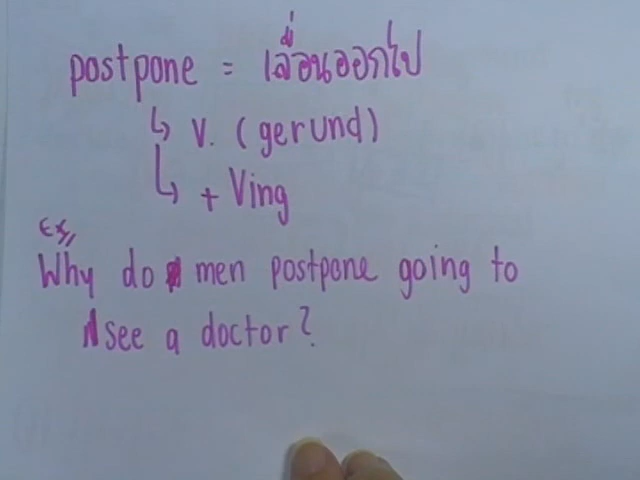 postpone = เลื่อนออกไป
↳ v. (gerund)
↳ + Ving
Ex,,
Why do men postpone going to
see a doctor?